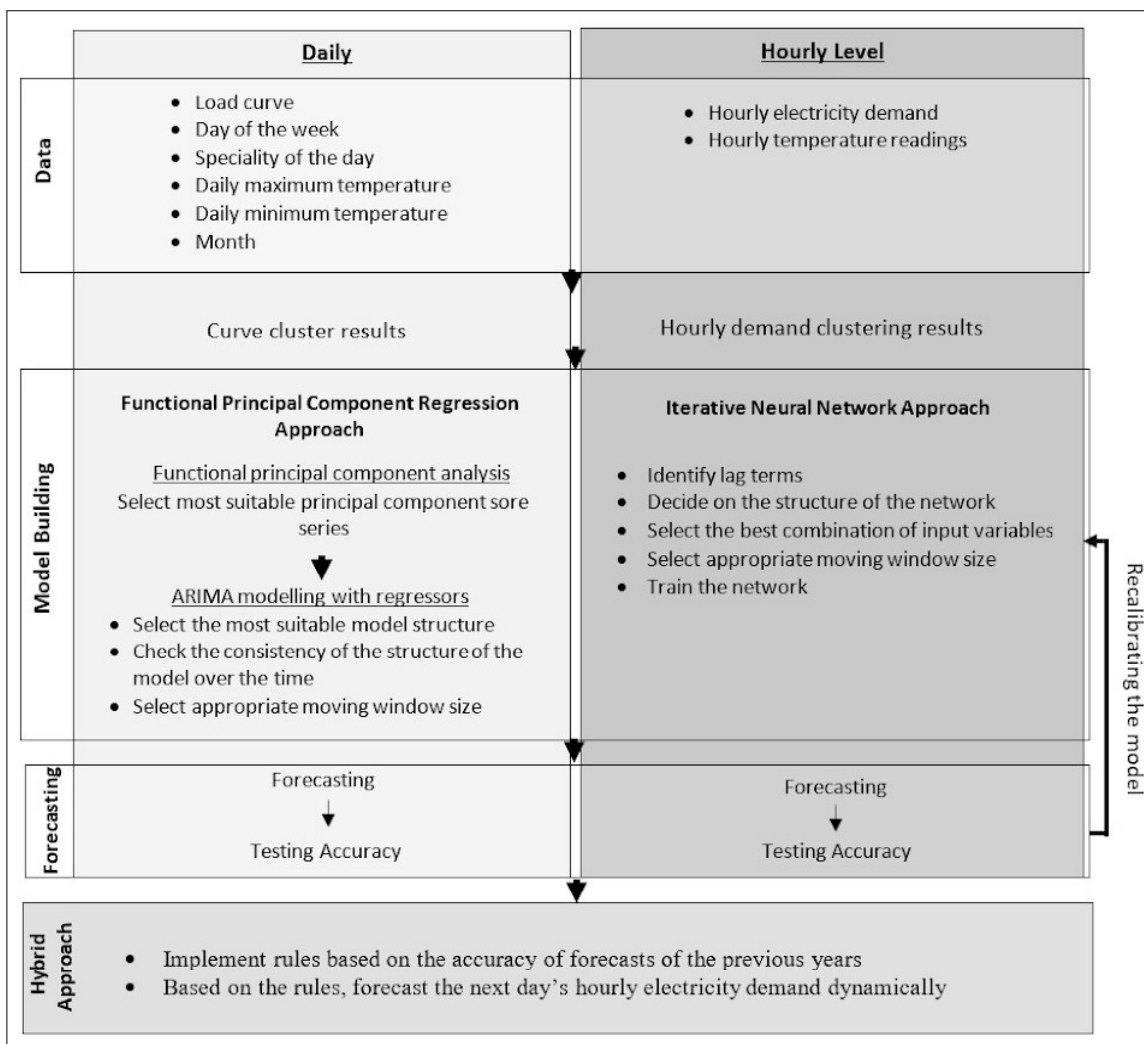 Daily
Hourly Level
Data
• Load curve
• Day of the week
• Speciality of the day
• Daily maximum temperature
• Daily minimum temperature
• Month
• Hourly electricity demand
• Hourly temperature readings
Curve cluster results
Hourly demand clustering results
Model Building
Functional Principal Component Regression
Approach
Functional principal component analysis
Select most suitable principal component sore
series
ARIMA modelling with regressors
• Select the most suitable model structure
• Check the consistency of the structure of the
model over the time
• Select appropriate moving window size
Iterative Neural Network Approach
• Identify lag terms
• Decide on the structure of the network
• Select the best combination of input variables
• Select appropriate moving window size
• Train the network
Recalibrating the model
Forecasting
Forecasting
Testing Accuracy
Forecasting
Testing Accuracy
Hybrid
Approach
• Implement rules based on the accuracy of forecasts of the previous years
• Based on the rules, forecast the next day's hourly electricity demand dynamically